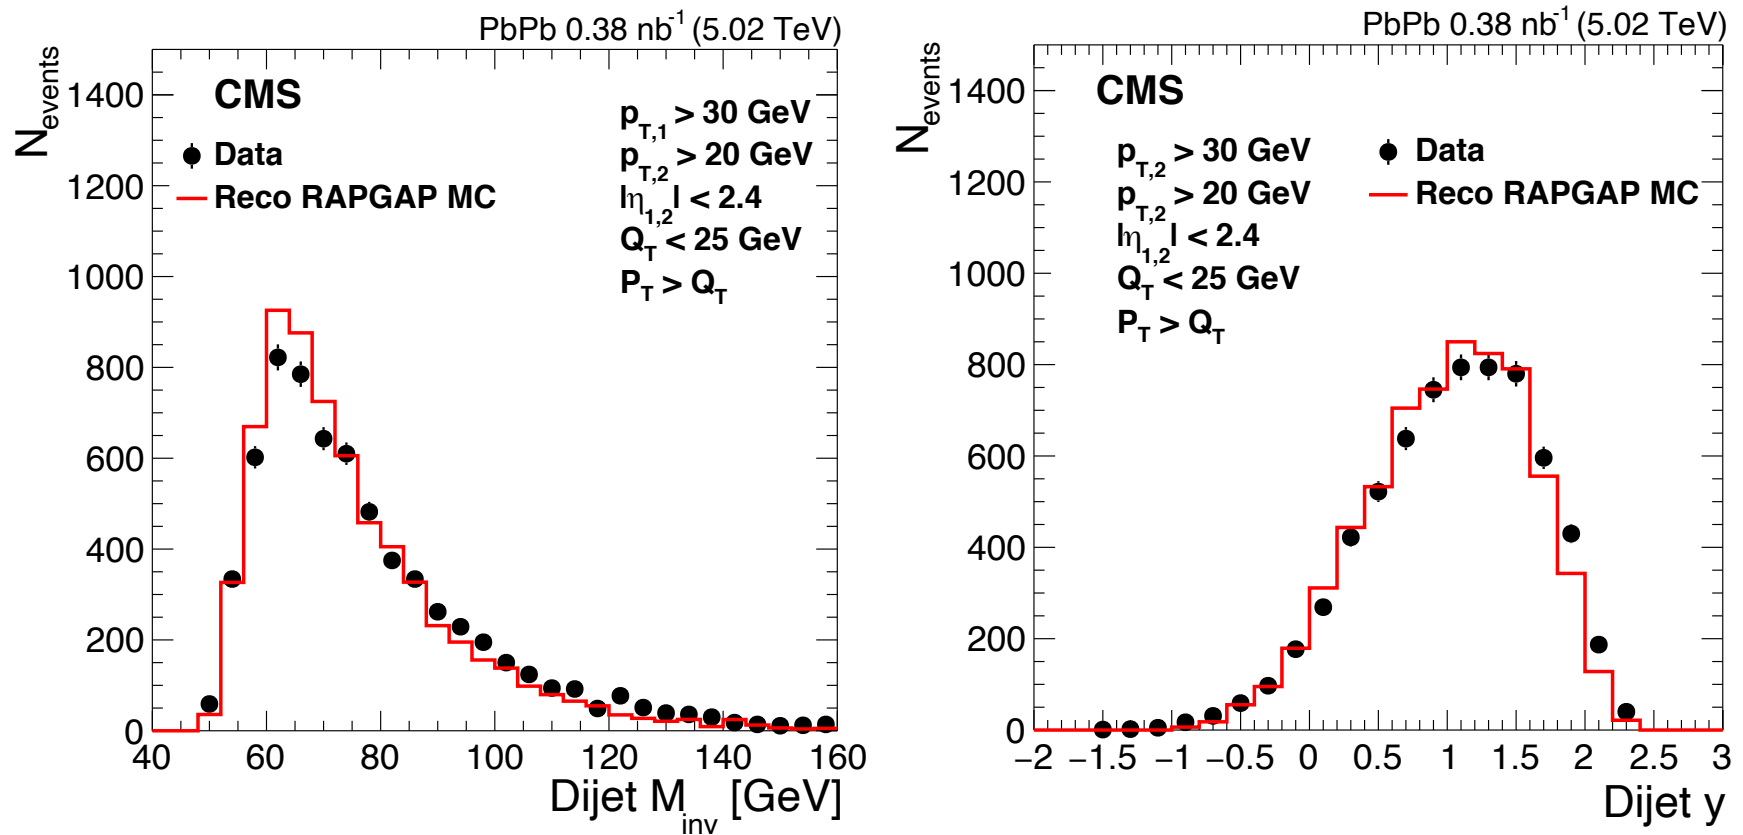 PbPb 0.38 nb-1 (5.02 TeV)
CMS
Data
Reco RAPGAP MC
pT,1 > 30 GeV
pT,2 > 20 GeV
|η1,2| < 2.4
QT < 25 GeV
PT > QT
Nevents
1400
1200
1000
800
600
400
200
0
40 60 80 100 120 140 160
Dijet Minv [GeV]
PbPb 0.38 nb-1 (5.02 TeV)
CMS
pT,2 > 30 GeV
pT,2 > 20 GeV
|η1,2| < 2.4
QT < 25 GeV
PT > QT
Data
Reco RAPGAP MC
Nevents
1400
1200
1000
800
600
400
200
0
−2 −1.5 −1 −0.5 0 0.5 1 1.5 2 2.5 3
Dijet y